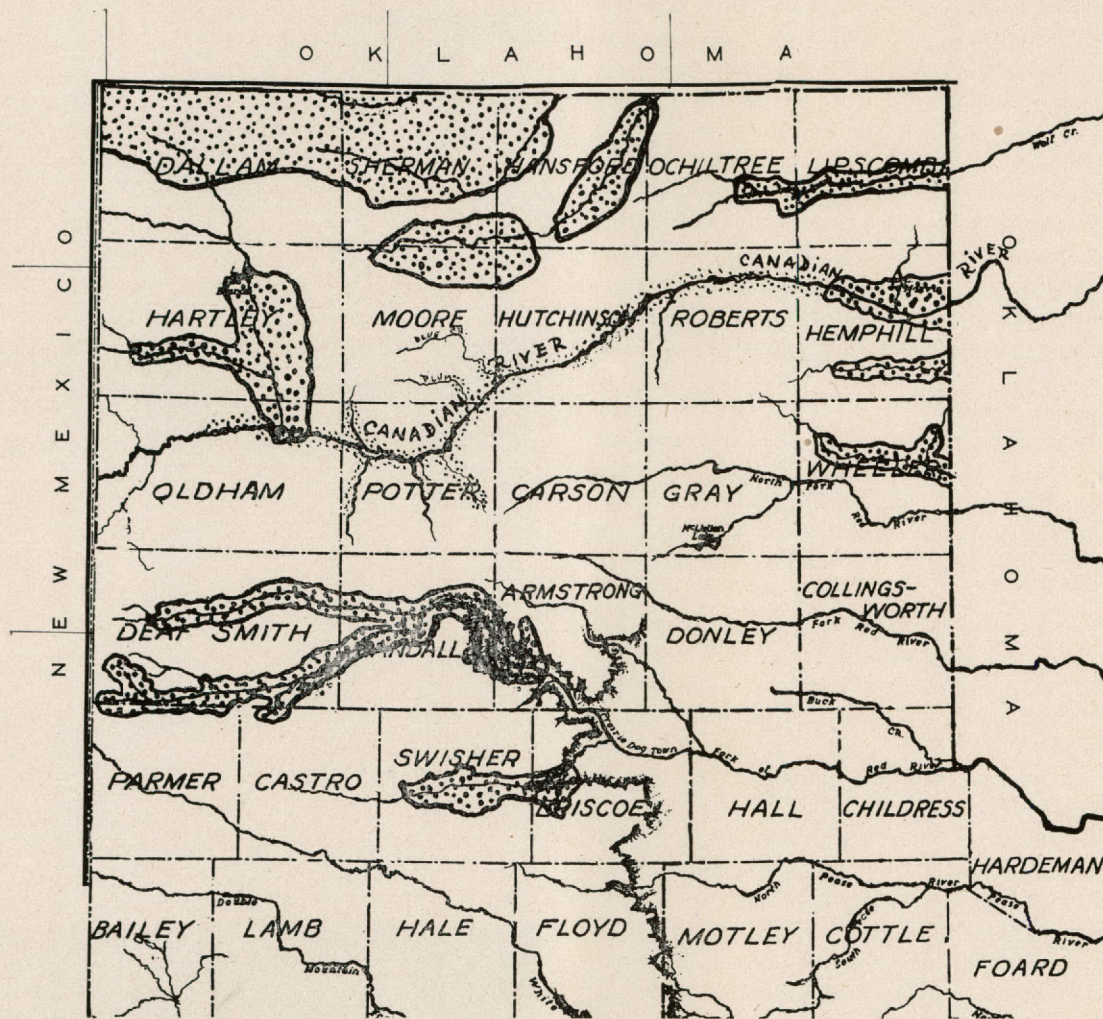 OKLAHOMA
Wolf Cr.
DALLAM SHERMAN HANSFORD OCHILTREE LIPSCOMB
NEW MEXICO
OKLAHOMA
CANADIAN RIVER
HARTLEY MOORE HUTCHINSON ROBERTS HEMPHILL
BLUE
RIVER
PLUM
CANADIAN
OLDHAM POTTER CARSON GRAY WHEELER
North Fork Red River
McClellan
ARMSTRONG COLLINGS-
WORTH
DEAF SMITH RANDALL DONLEY
Fork Red River
Buck Cr.
Prairie Dog Town Fork of Red River
SWISHER
PARMER CASTRO BRISCOE HALL CHILDRESS
HARDEMAN
North Pease River Pease River
Double Mountain
BAILEY LAMB HALE FLOYD MOTLEY COTTLE
South
White
FOARD